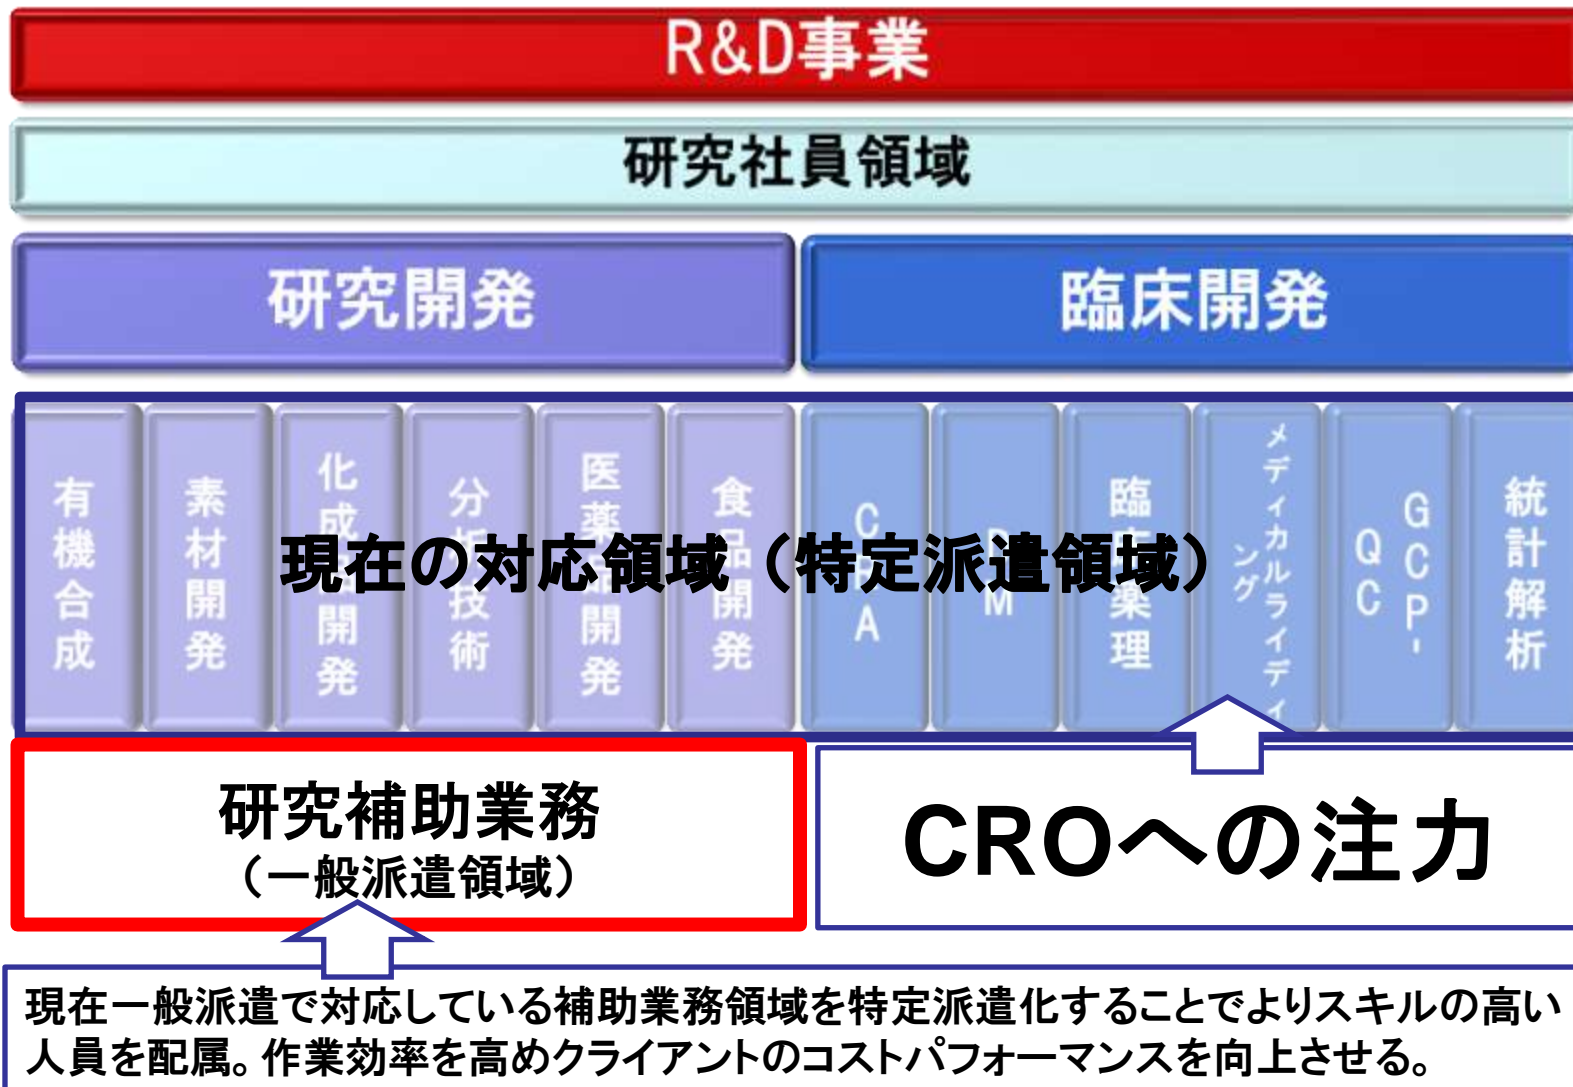 R&D事業
研究社員領域
研究開発
臨床開発
有機合成
素材開発
化成品開発
分析技術
医薬品開発
食品開発
CRA
DM
臨床薬理
メディカルライティング
GCP・
QC
統計解析
現在の対応領域（特定派遣領域）
研究補助業務
（一般派遣領域）
CROへの注力
現在一般派遣で対応している補助業務領域を特定派遣化することでよりスキルの高い
人員を配属。作業効率を高めクライアントのコストパフォーマンスを向上させる。